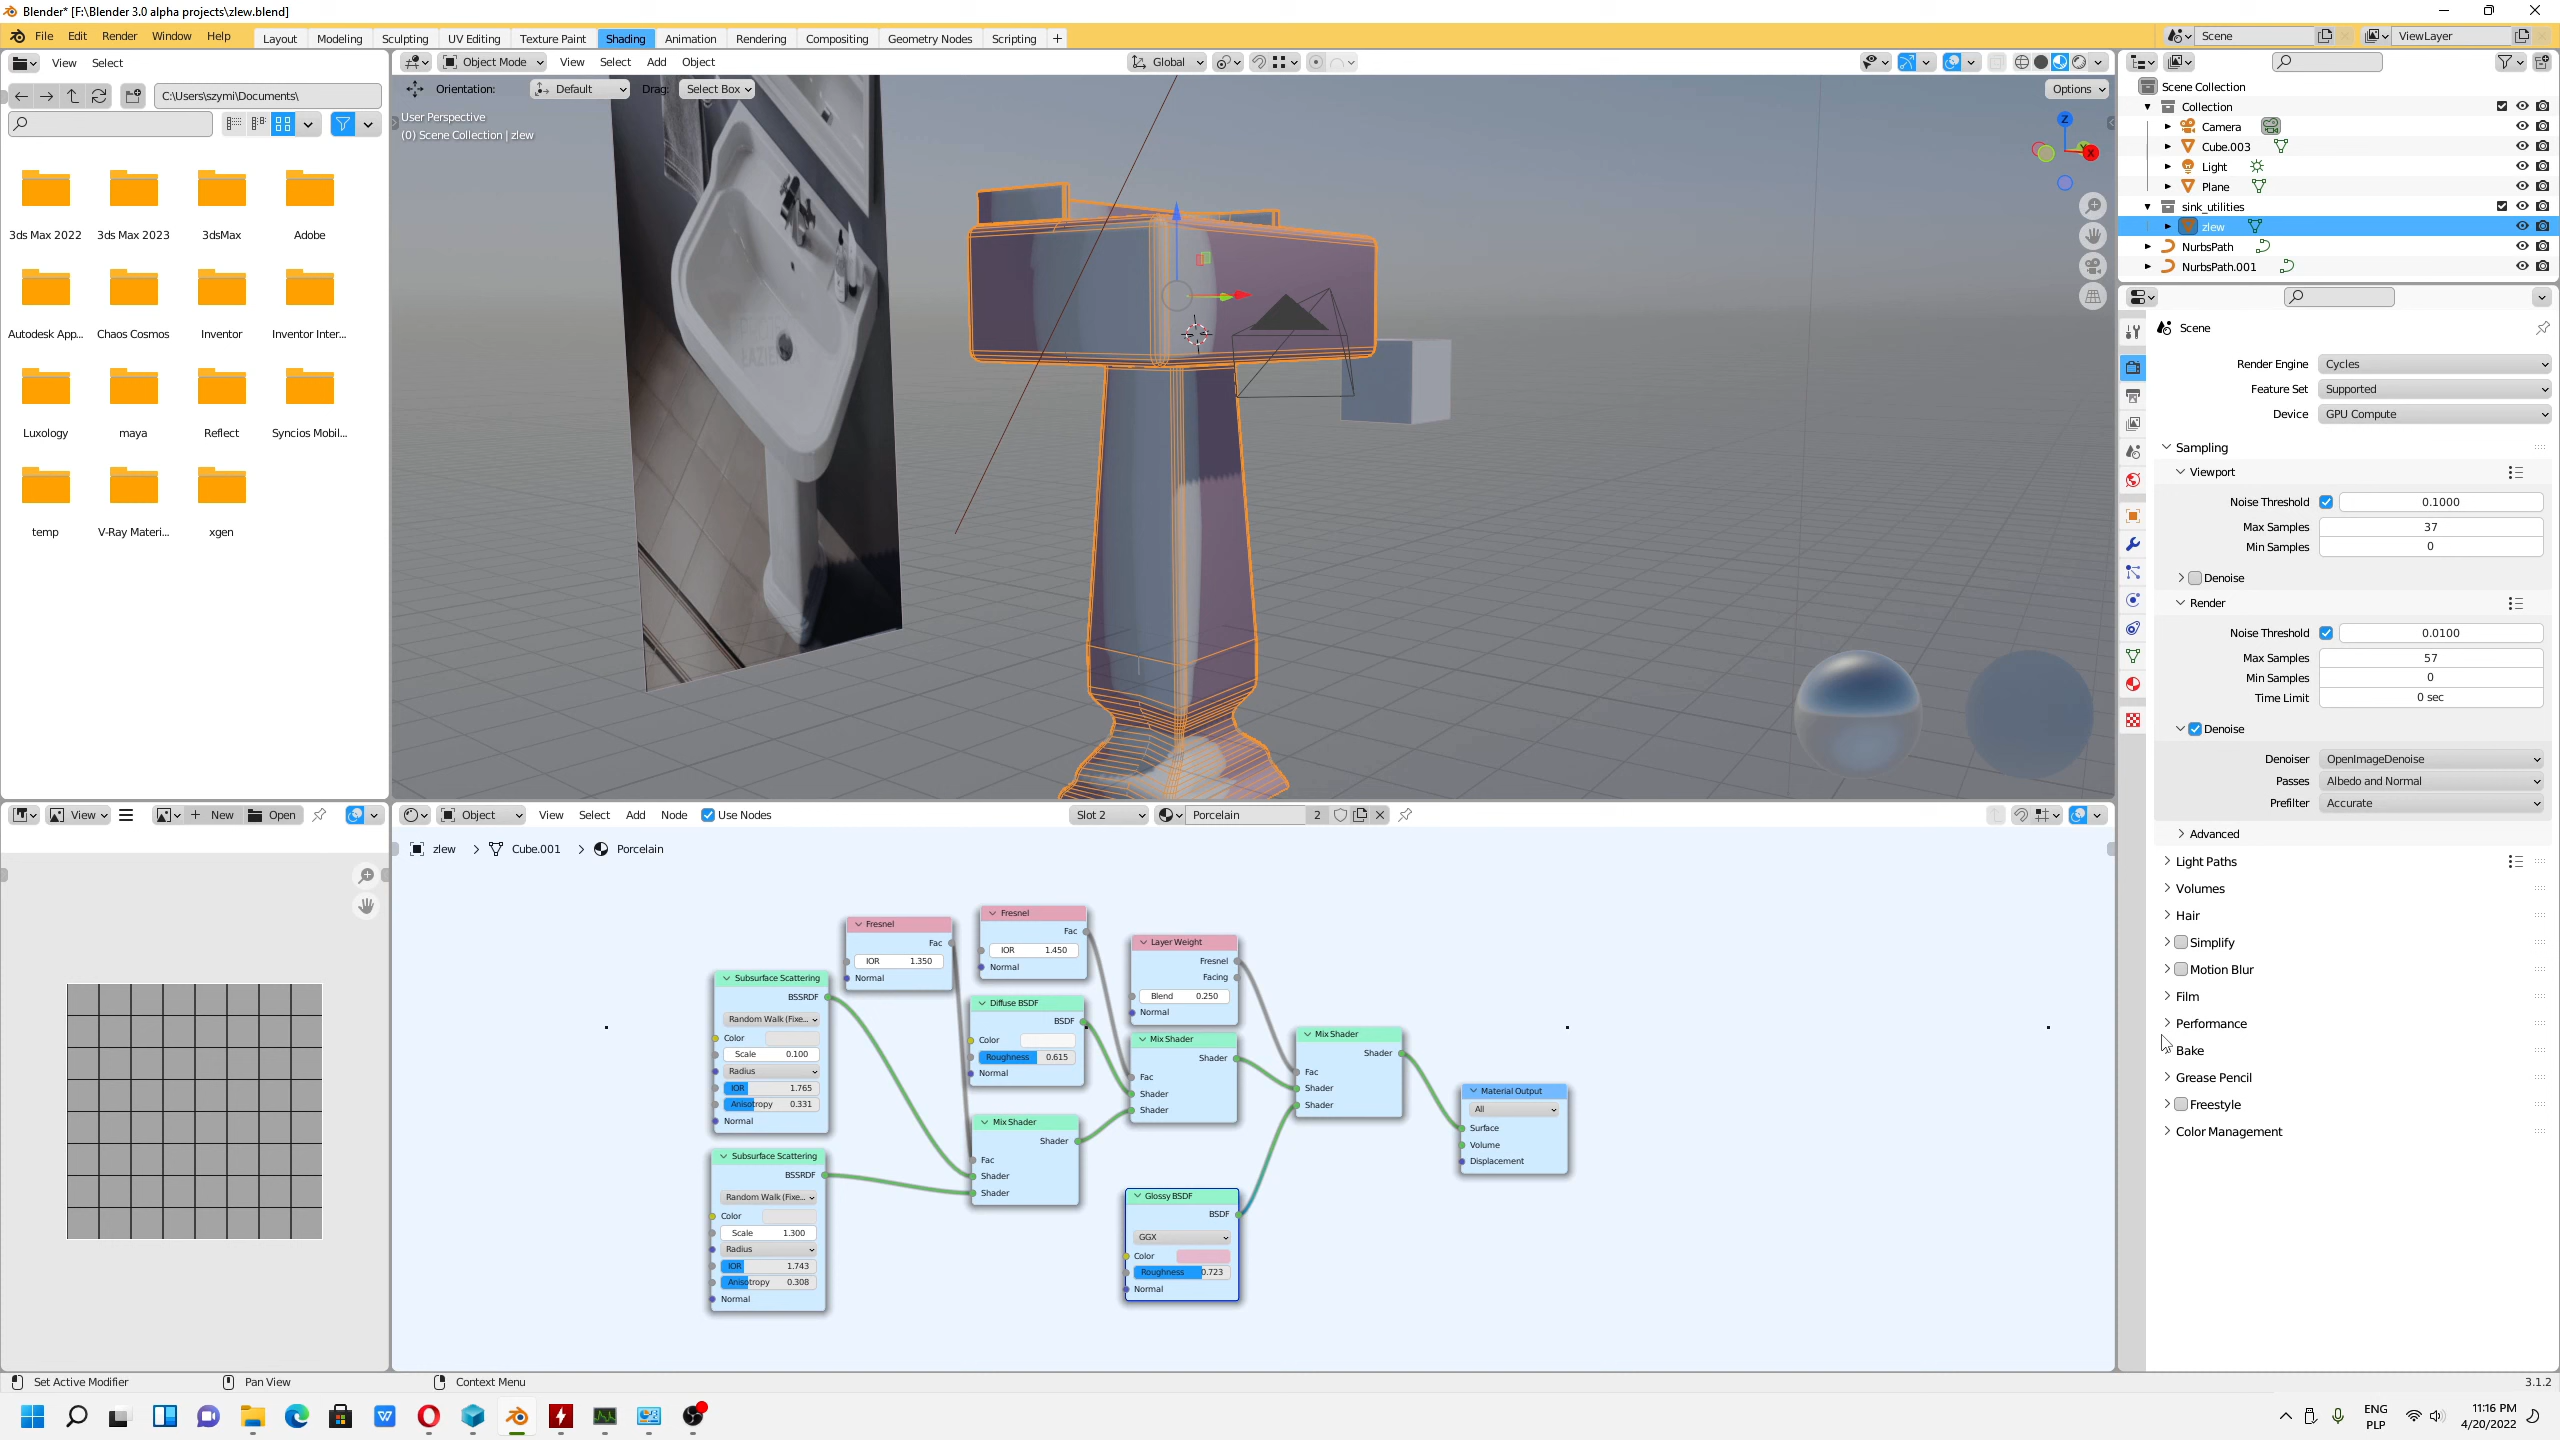 Blender* [F:\Blender 3.0 alpha projects\zlew.blend]
File Edit Render Window Help Layout Modeling Sculpting UV Editing Texture Paint Shading Animation Rendering Compositing Geometry Nodes Scripting + Scene ViewLayer
View Select
Object Mode View Select Add Object Global
C:\Users\szymi\Documents\
Orientation: Default Drag: Select Box Options
User Perspective
(0) Scene Collection | zlew
3ds Max 2022 3ds Max 2023 3dsMax Adobe
Autodesk App... Chaos Cosmos Inventor Inventor Inter...
Luxology maya Reflect Syncios Mobil...
temp V-Ray Materi... xgen
Z
X
Scene Collection
Collection
Camera
Cube.003
Light
Plane
sink_utilities
zlew
NurbsPath
NurbsPath.001
Scene
Render Engine Cycles
Feature Set Supported
Device GPU Compute
Sampling
Viewport
Noise Threshold 0.1000
Max Samples 37
Min Samples 0
Denoise
Render
Noise Threshold 0.0100
Max Samples 57
Min Samples 0
Time Limit 0 sec
Denoise
Denoiser OpenImageDenoise
Passes Albedo and Normal
Prefilter Accurate
Advanced
Light Paths
Volumes
Hair
Simplify
Motion Blur
Film
Performance
Bake
Grease Pencil
Freestyle
Color Management
View New Open
Object View Select Add Node Use Nodes Slot 2 Porcelain 2
zlew > Cube.001 > Porcelain
Fresnel
Fac
IOR 1.350
Normal
Fresnel
Fac
IOR 1.450
Normal
Layer Weight
Fresnel
Facing
Blend 0.250
Normal
Subsurface Scattering
BSSRDF
Random Walk (Fixe...
Color
Scale 0.100
Radius
IOR 1.765
Anisotropy 0.331
Normal
Diffuse BSDF
BSDF
Color
Roughness 0.615
Normal
Mix Shader
Shader
Fac
Shader
Shader
Mix Shader
Shader
Fac
Shader
Shader
Material Output
All
Surface
Volume
Displacement
Mix Shader
Shader
Fac
Shader
Shader
Subsurface Scattering
BSSRDF
Random Walk (Fixe...
Color
Scale 1.300
Radius
IOR 1.743
Anisotropy 0.308
Normal
Glossy BSDF
BSDF
GGX
Color
Roughness 0.723
Normal
Set Active Modifier Pan View Context Menu 3.1.2
ENG
PLP
11:16 PM
4/20/2022